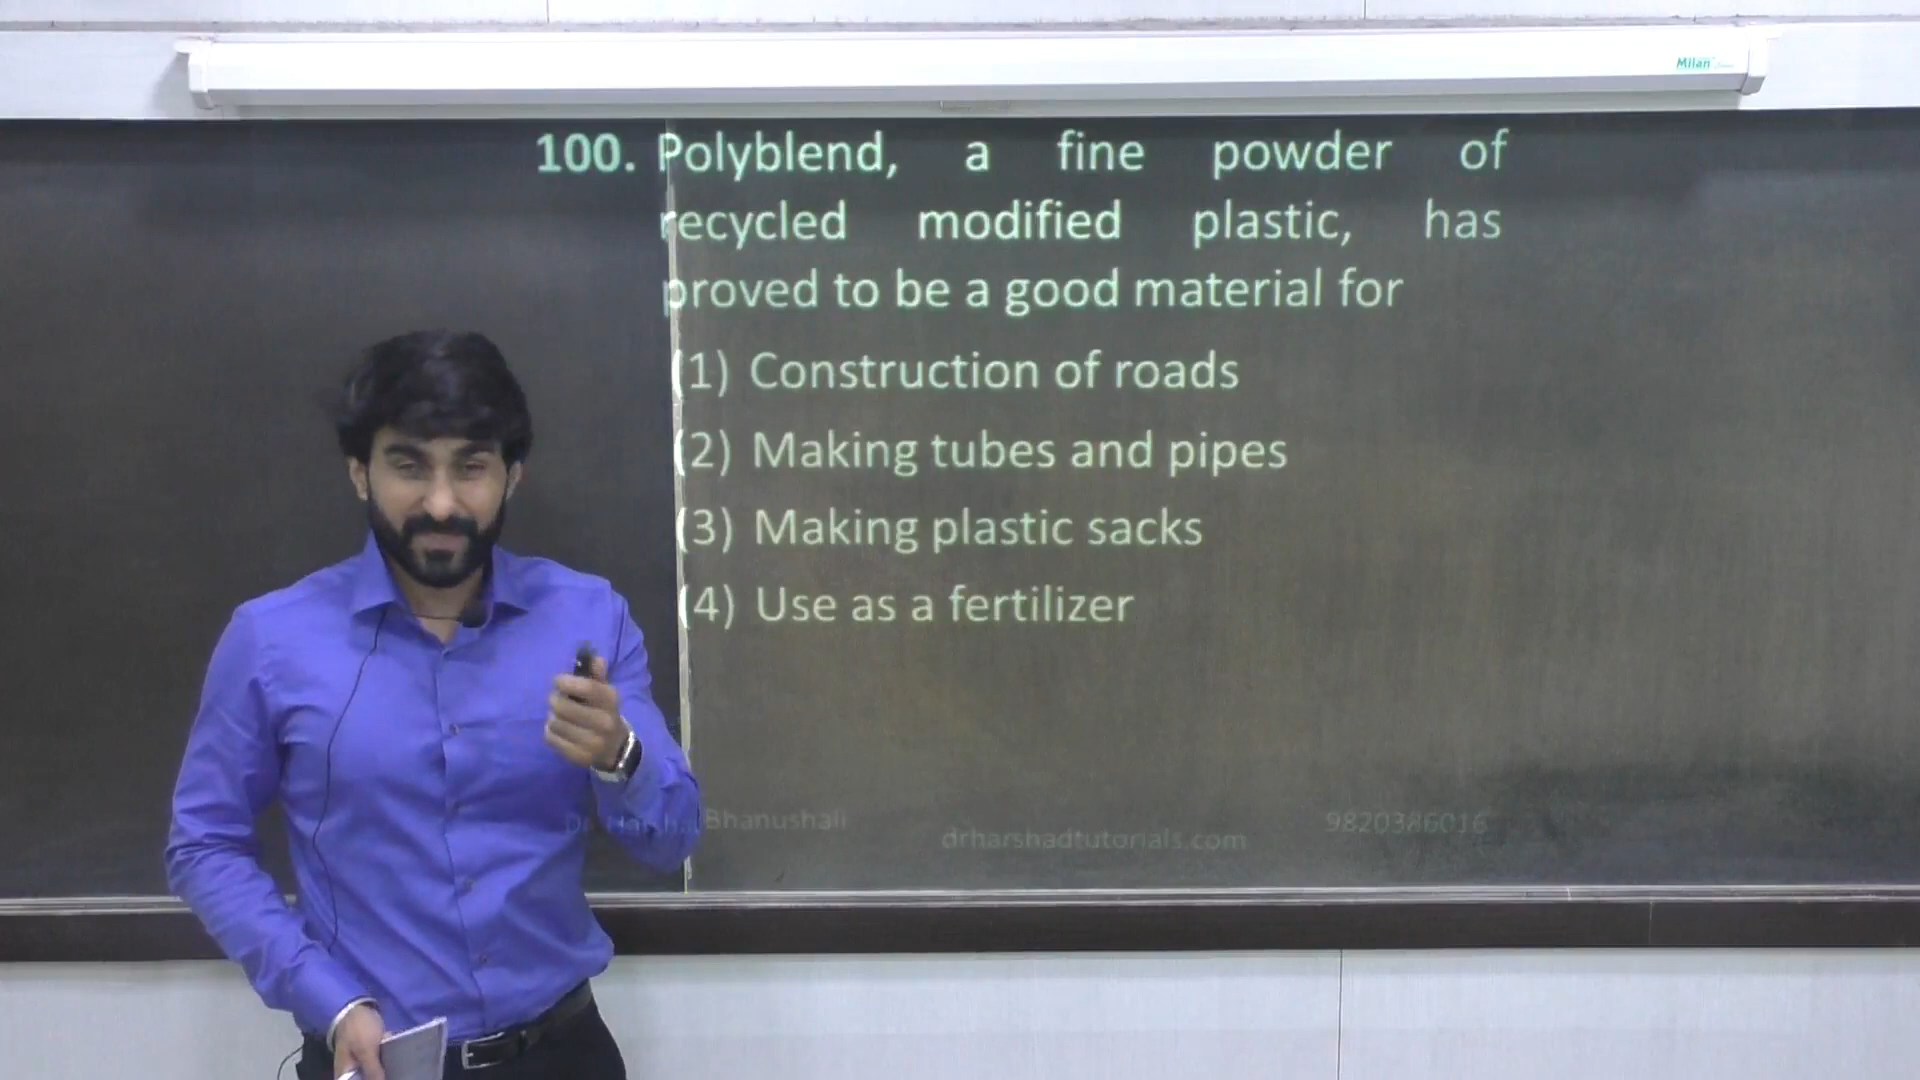 Milan
100. Polyblend, a fine powder of
recycled modified plastic, has
proved to be a good material for
(1) Construction of roads
(2) Making tubes and pipes
(3) Making plastic sacks
(4) Use as a fertilizer
Bhanushali
drharshadtutorials.com
9820386016